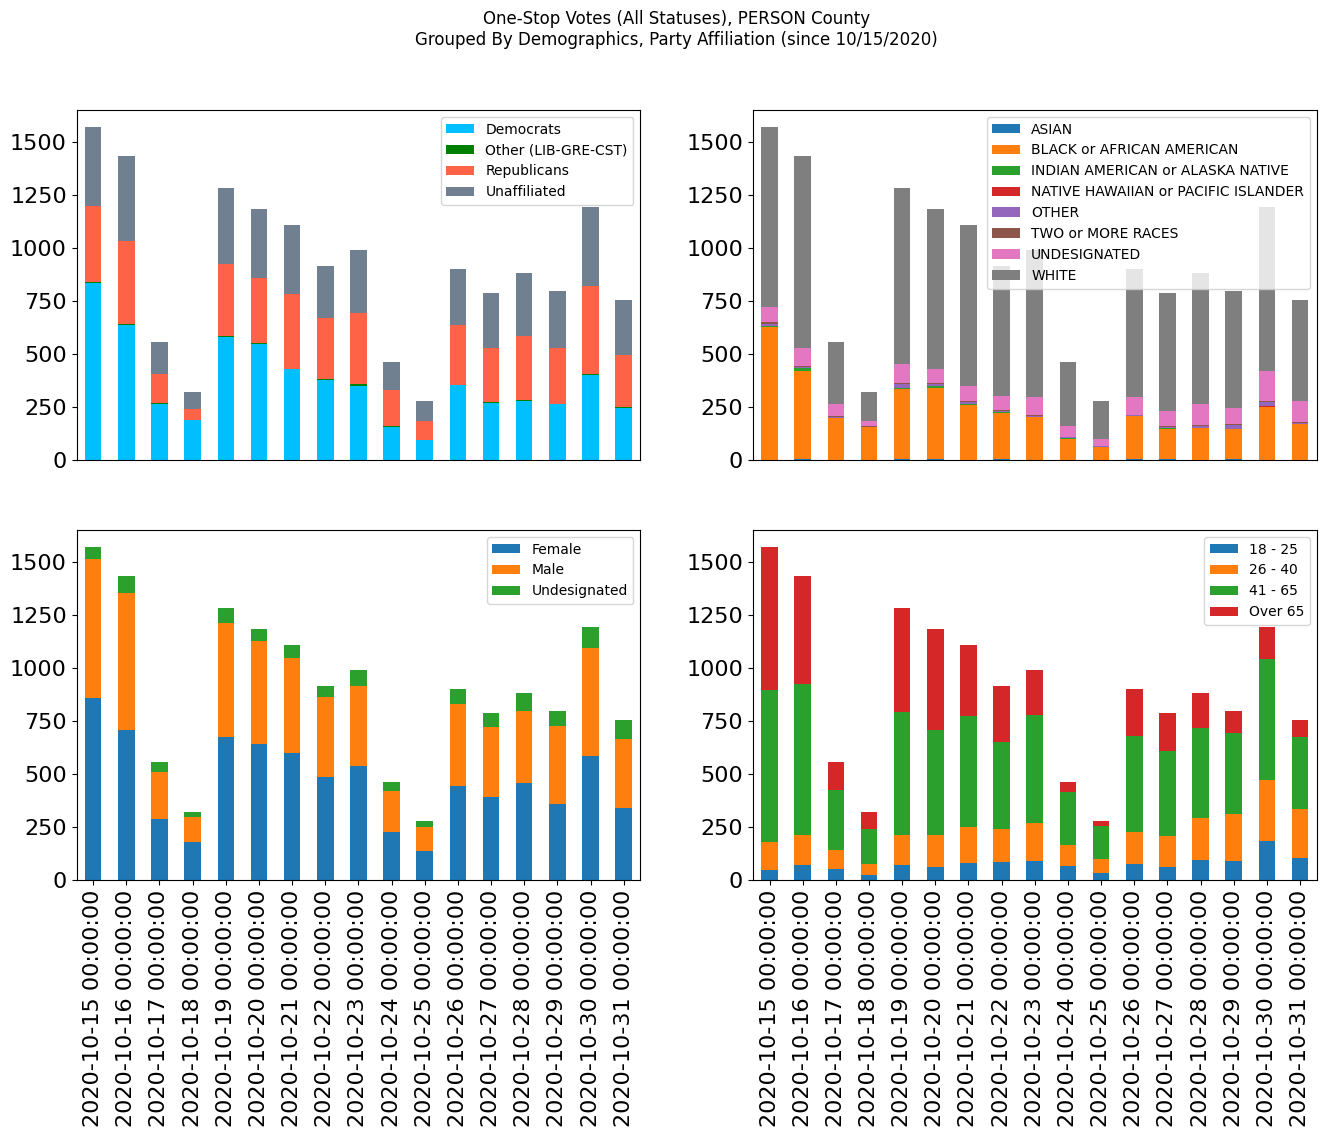 One-Stop Votes (All Statuses), PERSON County
Grouped By Demographics, Party Affiliation (since 10/15/2020)
1500
1250
1000
750
500
250
0
Democrats
Other (LIB-GRE-CST)
Republicans
Unaffiliated
1500
1250
1000
750
500
250
0
ASIAN
BLACK or AFRICAN AMERICAN
INDIAN AMERICAN or ALASKA NATIVE
NATIVE HAWAIIAN or PACIFIC ISLANDER
OTHER
TWO or MORE RACES
UNDESIGNATED
WHITE
1500
1250
1000
750
500
250
0
Female
Male
Undesignated
2020-10-15 00:00:00
2020-10-16 00:00:00
2020-10-17 00:00:00
2020-10-18 00:00:00
2020-10-19 00:00:00
2020-10-20 00:00:00
2020-10-21 00:00:00
2020-10-22 00:00:00
2020-10-23 00:00:00
2020-10-24 00:00:00
2020-10-25 00:00:00
2020-10-26 00:00:00
2020-10-27 00:00:00
2020-10-28 00:00:00
2020-10-29 00:00:00
2020-10-30 00:00:00
2020-10-31 00:00:00
1500
1250
1000
750
500
250
0
18 - 25
26 - 40
41 - 65
Over 65
2020-10-15 00:00:00
2020-10-16 00:00:00
2020-10-17 00:00:00
2020-10-18 00:00:00
2020-10-19 00:00:00
2020-10-20 00:00:00
2020-10-21 00:00:00
2020-10-22 00:00:00
2020-10-23 00:00:00
2020-10-24 00:00:00
2020-10-25 00:00:00
2020-10-26 00:00:00
2020-10-27 00:00:00
2020-10-28 00:00:00
2020-10-29 00:00:00
2020-10-30 00:00:00
2020-10-31 00:00:00